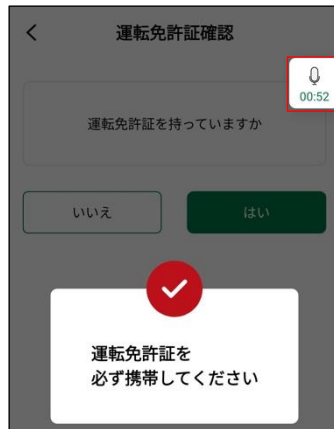 運転免許証確認
00:52
運転免許証を持っていますか
いいえ
はい
運転免許証を
必ず携帯してください